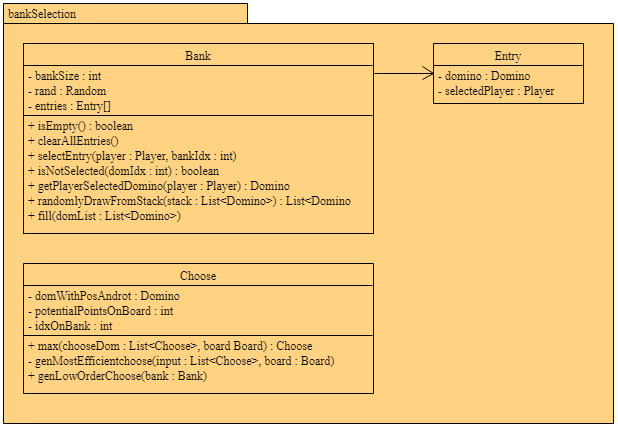 bankSelection
Bank
- bankSize : int
- rand : Random
- entries : Entry[]
+ isEmpty() : boolean
+ clearAllEntries()
+ selectEntry(player : Player, bankIdx : int)
+ isNotSelected(domIdx : int) : boolean
+ getPlayerSelectedDomino(player : Player) : Domino
+ randomlyDrawFromStack(stack : List<Domino>) : List<Domino
+ fill(domList : List<Domino>)
Entry
- domino : Domino
- selectedPlayer : Player
Choose
- domWithPosAndrot : Domino
- potentialPointsOnBoard : int
- idxOnBank : int
+ max(chooseDom : List<Choose>, board Board) : Choose
- genMostEfficientchoose(input : List<Choose>, board : Board)
+ genLowOrderChoose(bank : Bank)